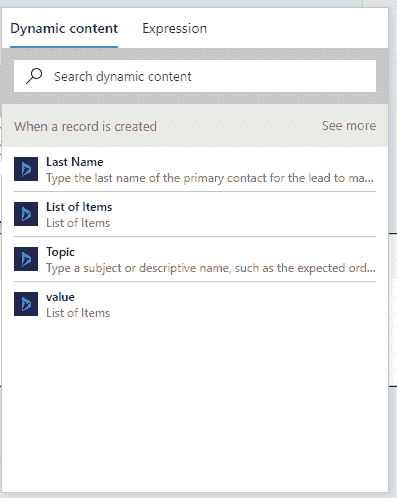 Dynamic content Expression
Search dynamic content
When a record is created See more
Last Name
Type the last name of the primary contact for the lead to ma...
List of Items
List of Items
Topic
Type a subject or descriptive name, such as the expected ord...
value
List of Items